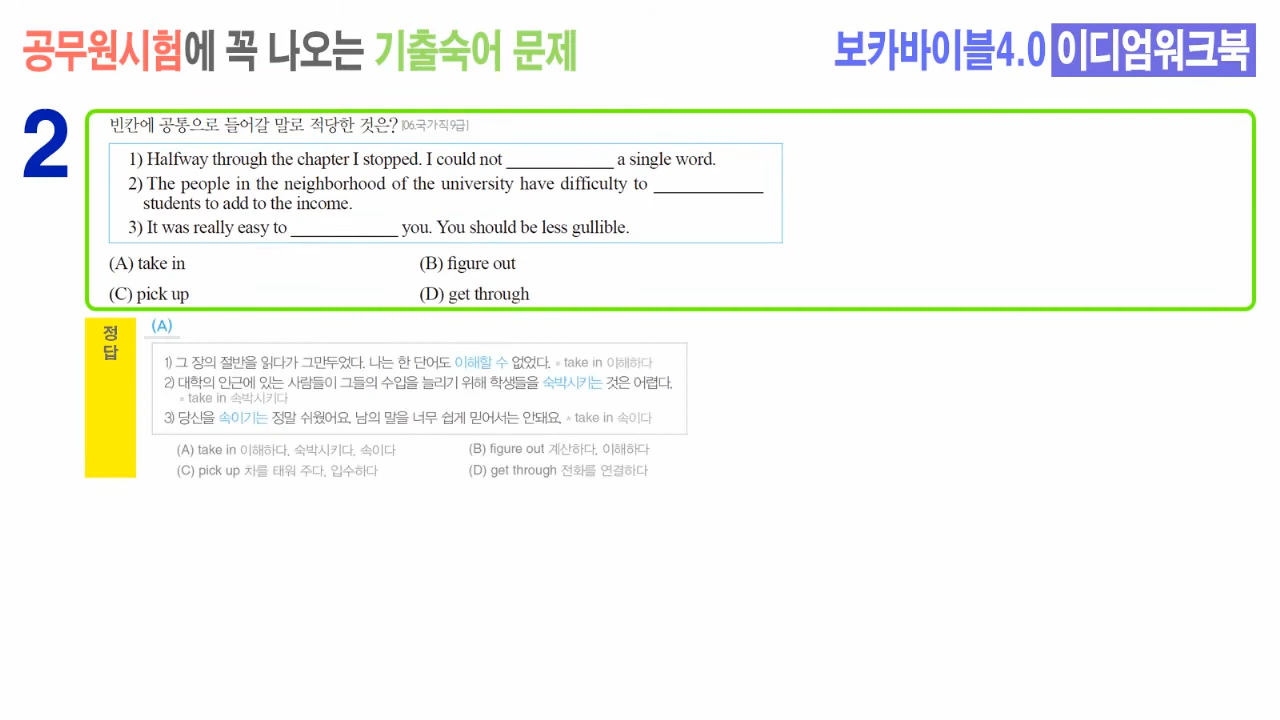 공무원시험에 꼭 나오는 기출숙어 문제
보카바이블4.0 이디엄워크북
2
빈칸에 공통으로 들어갈 말로 적당한 것은? [06.국가직9급]
1) Halfway through the chapter I stopped. I could not ____________ a single word.
2) The people in the neighborhood of the university have difficulty to ____________
students to add to the income.
3) It was really easy to ____________ you. You should be less gullible.
(A) take in
(B) figure out
(C) pick up
(D) get through
정답
(A)
1) 그 장의 절반을 읽다가 그만두었다. 나는 한 단어도 이해할 수 없었다. * take in 이해하다
2) 대학의 인근에 있는 사람들이 그들의 수입을 늘리기 위해 학생들을 숙박시키는 것은 어렵다.
* take in 속박시키다
3) 당신을 속이기는 정말 쉬웠어요. 남의 말을 너무 쉽게 믿어서는 안돼요. * take in 속이다
(A) take in 이해하다, 숙박시키다, 속이다
(B) figure out 계산하다, 이해하다
(C) pick up 차를 태워 주다, 입수하다
(D) get through 전화를 연결하다